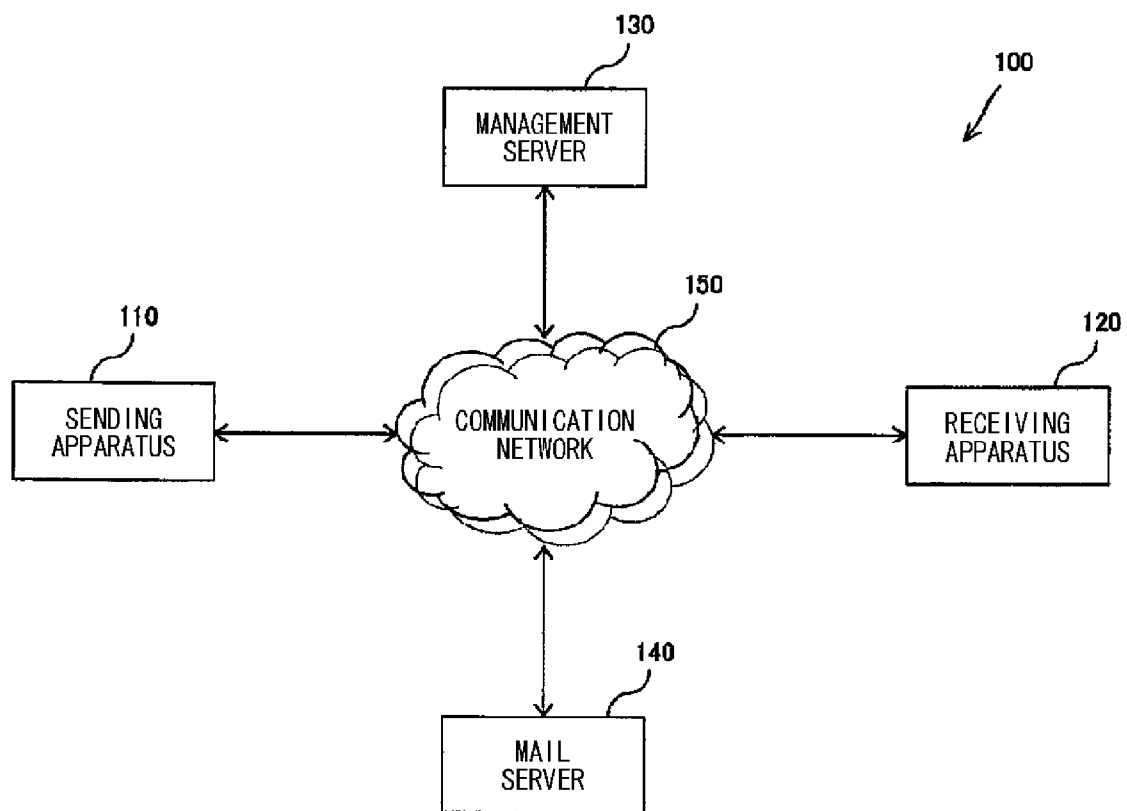 130
100
MANAGEMENT
SERVER
150
110
120
SENDING
APPARATUS
COMMUNICATION
NETWORK
RECEIVING
APPARATUS
140
MAIL
SERVER